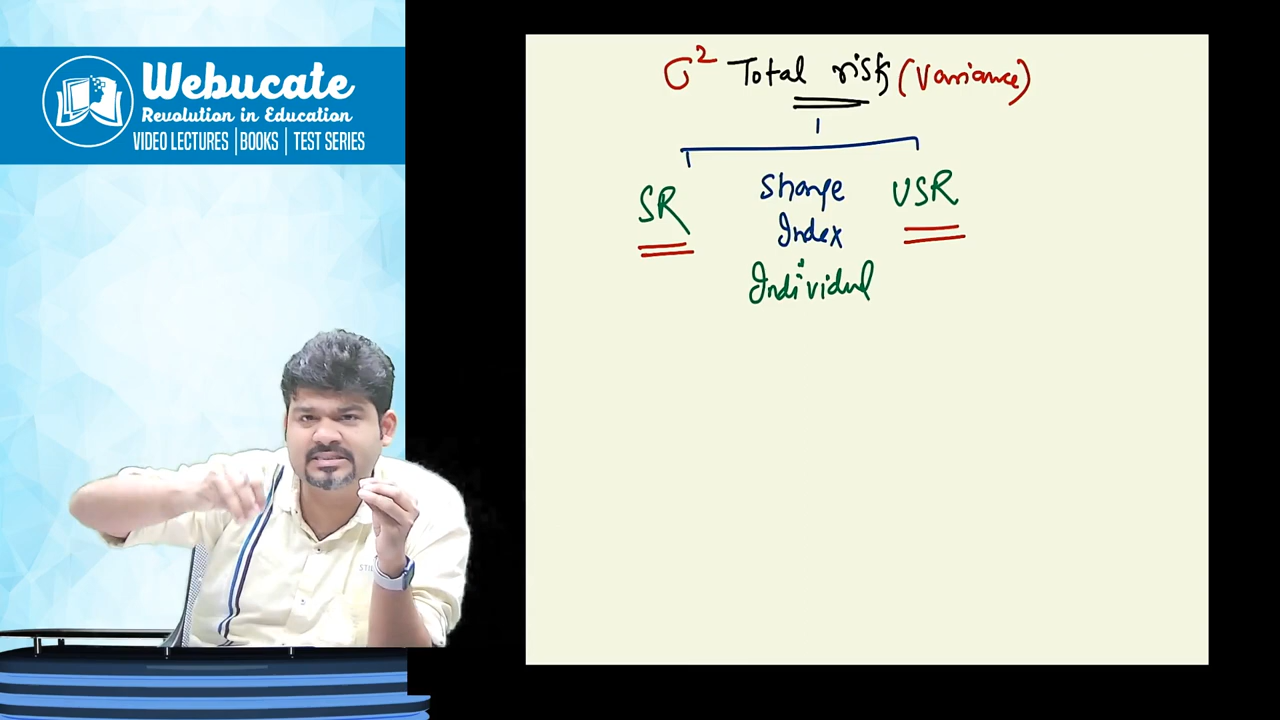 Webucate
Revolution in Education
VIDEO LECTURES | BOOKS | TEST SERIES
σ² Total risk (Variance)
SR
Sharpe
Index
USR
Individual